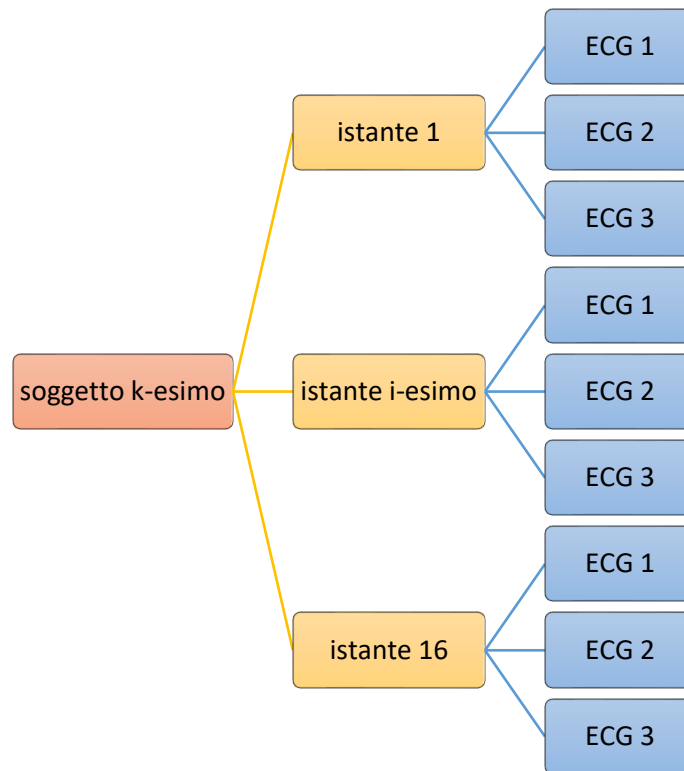 soggetto k-esimo
istante 1
ECG 1
ECG 2
ECG 3
istante i-esimo
ECG 1
ECG 2
ECG 3
istante 16
ECG 1
ECG 2
ECG 3